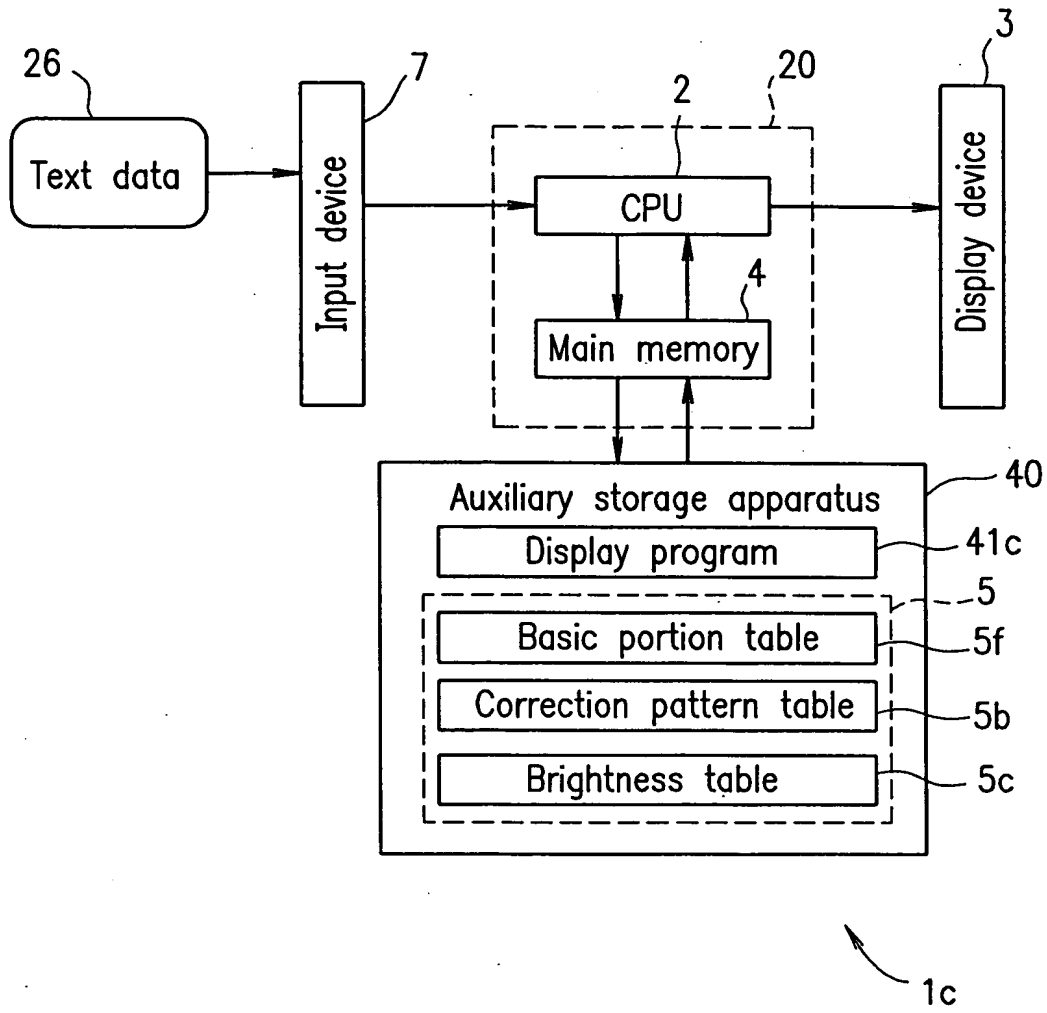 3
26
7
20
2
Text data
Input device
CPU
Display device
4
Main memory
40
Auxiliary storage apparatus
Display program
41c
5
Basic portion table
5f
Correction pattern table
5b
Brightness table
5c
1c